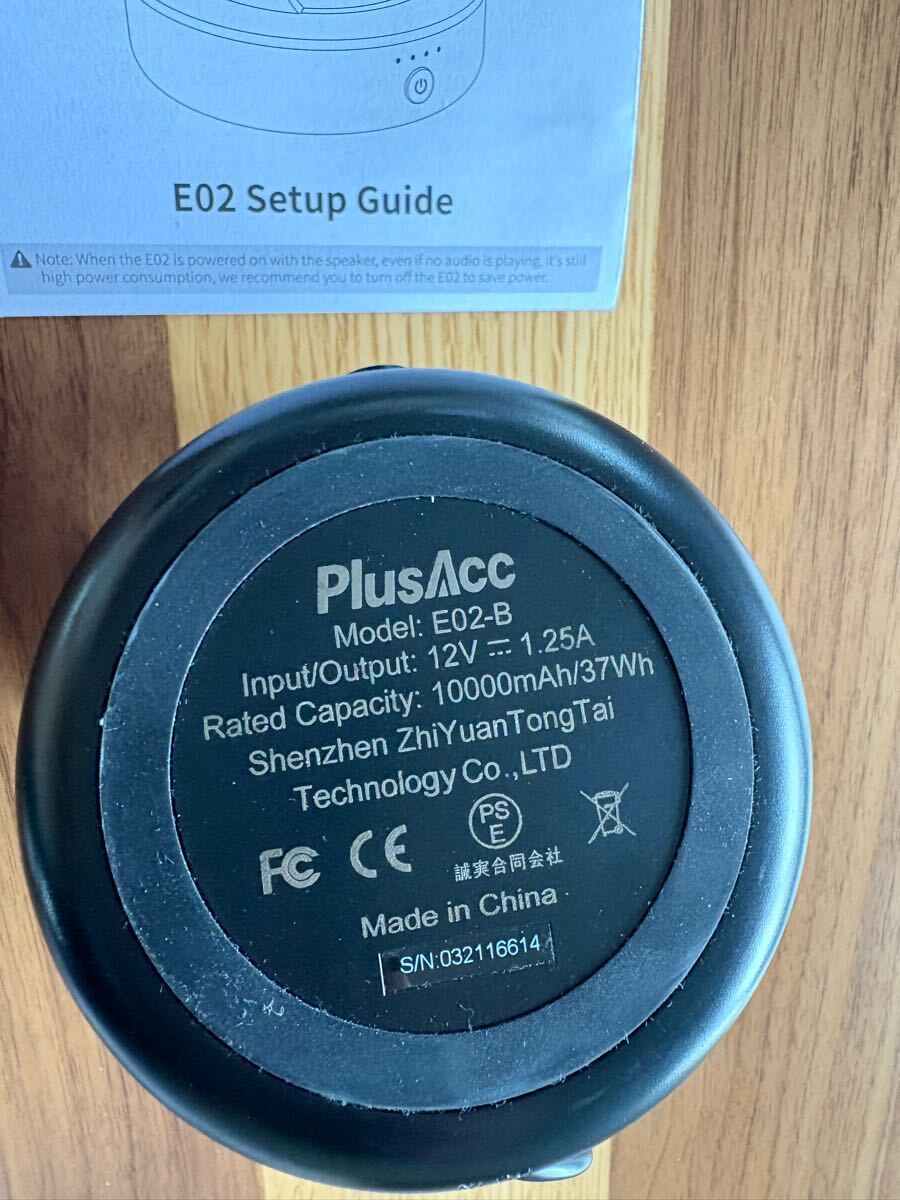 E02 Setup Guide
Note: When the E02 is powered on with the speaker, even if no audio is playing, it's still
high power consumption, we recommend you to turn off the E02 to save power.
PlusAcc
Model: E02-B
Input/Output: 12V ⎓ 1.25A
Rated Capacity: 10000mAh/37Wh
Shenzhen ZhiYuanTongTai
Technology Co.,LTD
FC CE PS
E
誠実合同会社
Made in China
S/N:032116614